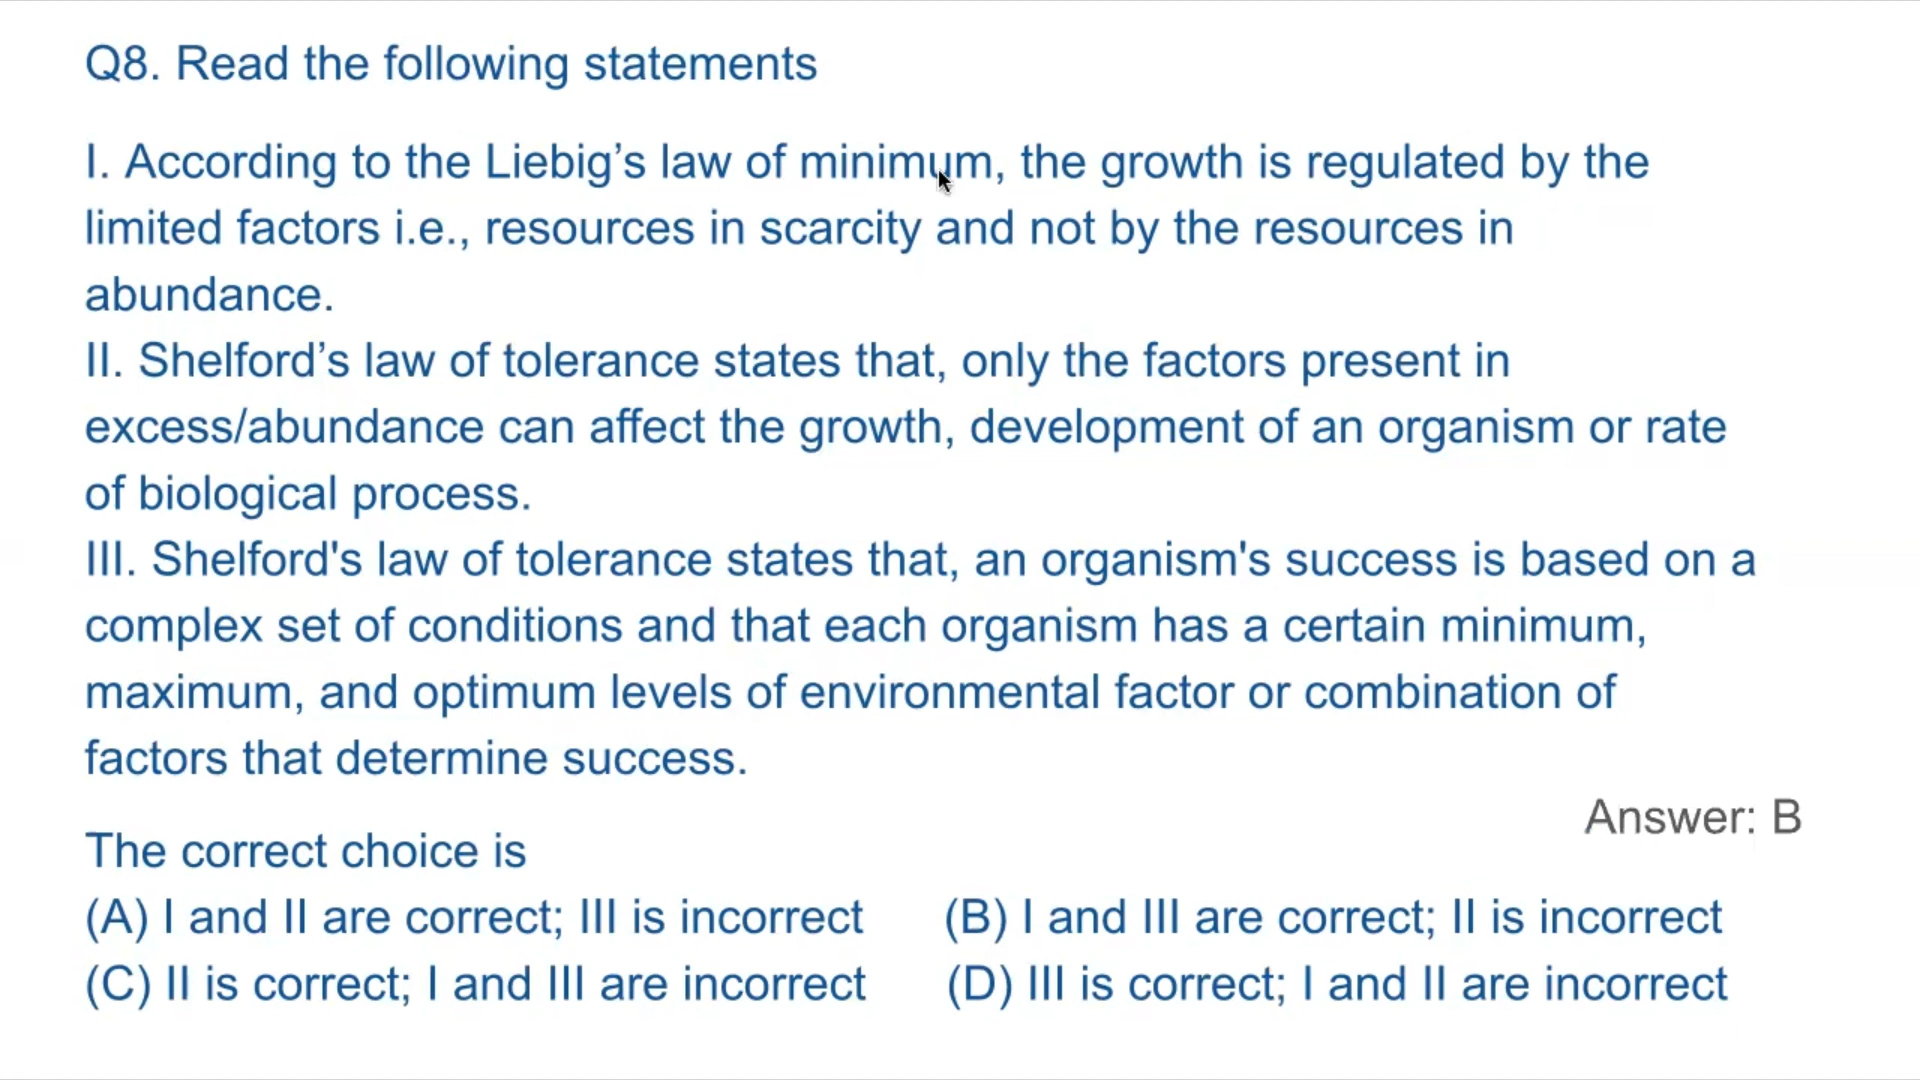 Q8. Read the following statements
I. According to the Liebig’s law of minimum, the growth is regulated by the
limited factors i.e., resources in scarcity and not by the resources in
abundance.
II. Shelford’s law of tolerance states that, only the factors present in
excess/abundance can affect the growth, development of an organism or rate
of biological process.
III. Shelford's law of tolerance states that, an organism's success is based on a
complex set of conditions and that each organism has a certain minimum,
maximum, and optimum levels of environmental factor or combination of
factors that determine success.
Answer: B
The correct choice is
(A) I and II are correct; III is incorrect (B) I and III are correct; II is incorrect
(C) II is correct; I and III are incorrect (D) III is correct; I and II are incorrect